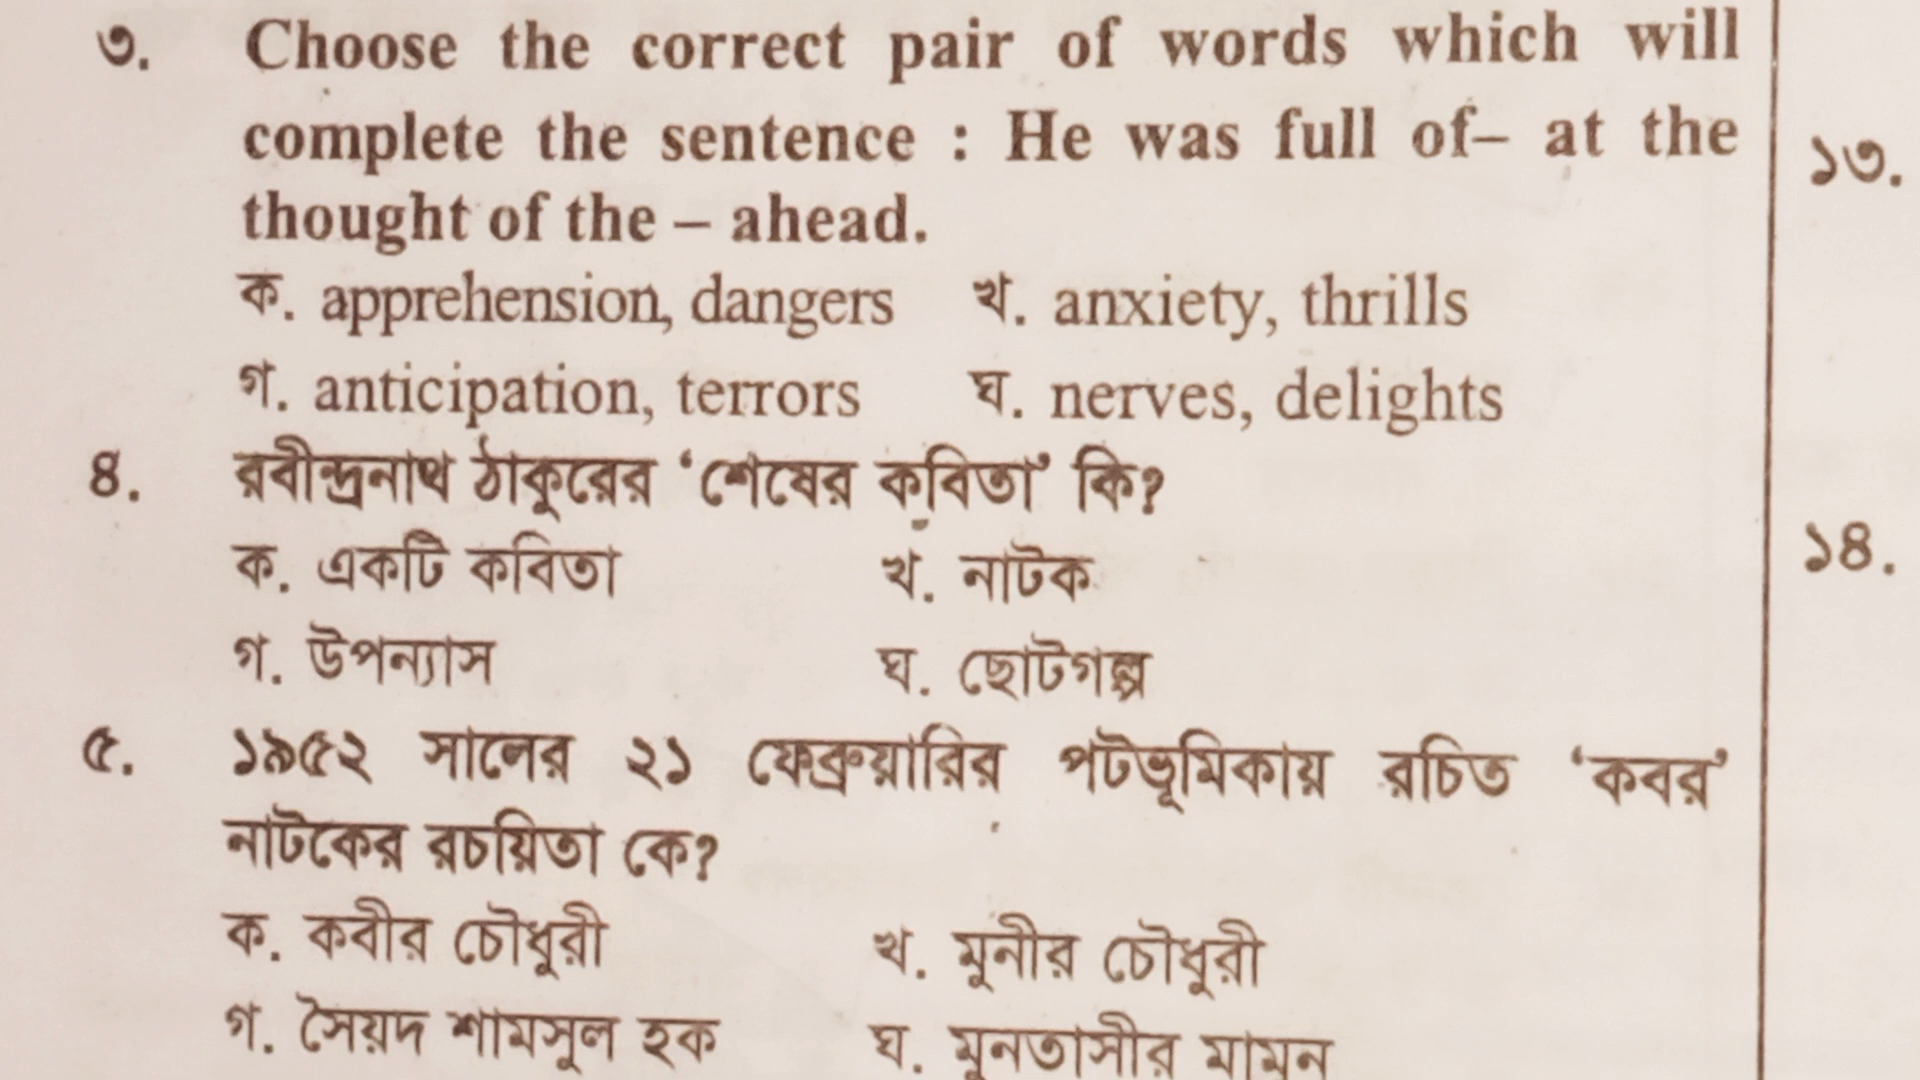 ৩. Choose the correct pair of words which will
complete the sentence : He was full of– at the
thought of the – ahead.
ক. apprehension, dangers খ. anxiety, thrills
গ. anticipation, terrors ঘ. nerves, delights
৪. রবীন্দ্রনাথ ঠাকুরের ‘শেষের কবিতা’ কি?
ক. একটি কবিতা খ. নাটক
গ. উপন্যাস ঘ. ছোটগল্প
৫. ১৯৫২ সালের ২১ ফেব্রুয়ারির পটভূমিকায় রচিত ‘কবর’
নাটকের রচয়িতা কে?
ক. কবীর চৌধুরী খ. মুনীর চৌধুরী
গ. সৈয়দ শামসুল হক ঘ. মুনতাসীর মামুন
১৩.
১৪.